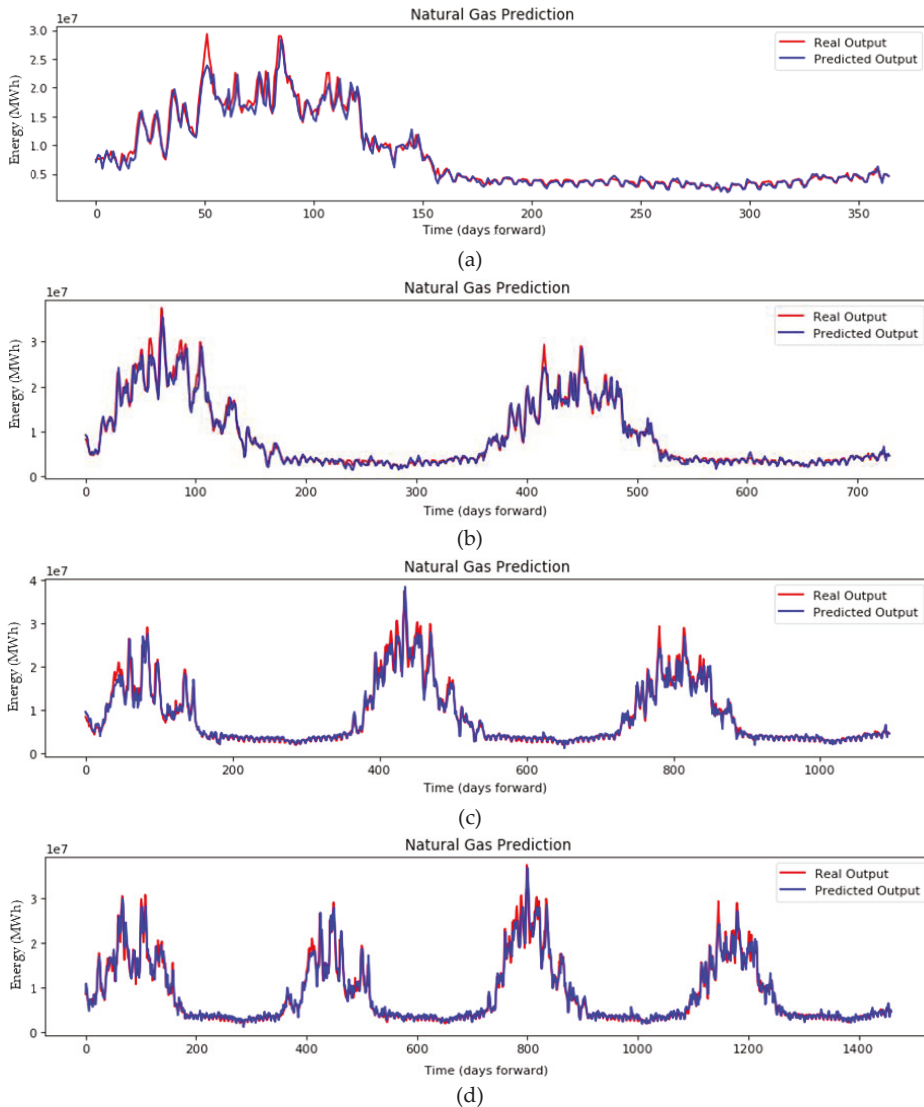 Natural Gas Prediction
1e7
3.0
2.5
2.0
1.5
1.0
0.5
Energy (MWh)
Real Output
Predicted Output
0 50 100 150 200 250 300 350
Time (days forward)
(a)
Natural Gas Prediction
1e7
3
2
1
0
Energy (MWh)
Real Output
Predicted Output
0 100 200 300 400 500 600 700
Time (days forward)
(b)
Natural Gas Prediction
1e7
4
3
2
1
0
Energy (MWh)
Real Output
Predicted Output
0 200 400 600 800 1000
Time (days forward)
(c)
Natural Gas Prediction
1e7
3
2
1
0
Energy (MWh)
Real Output
Predicted Output
0 200 400 600 800 1000 1200 1400
Time (days forward)
(d)